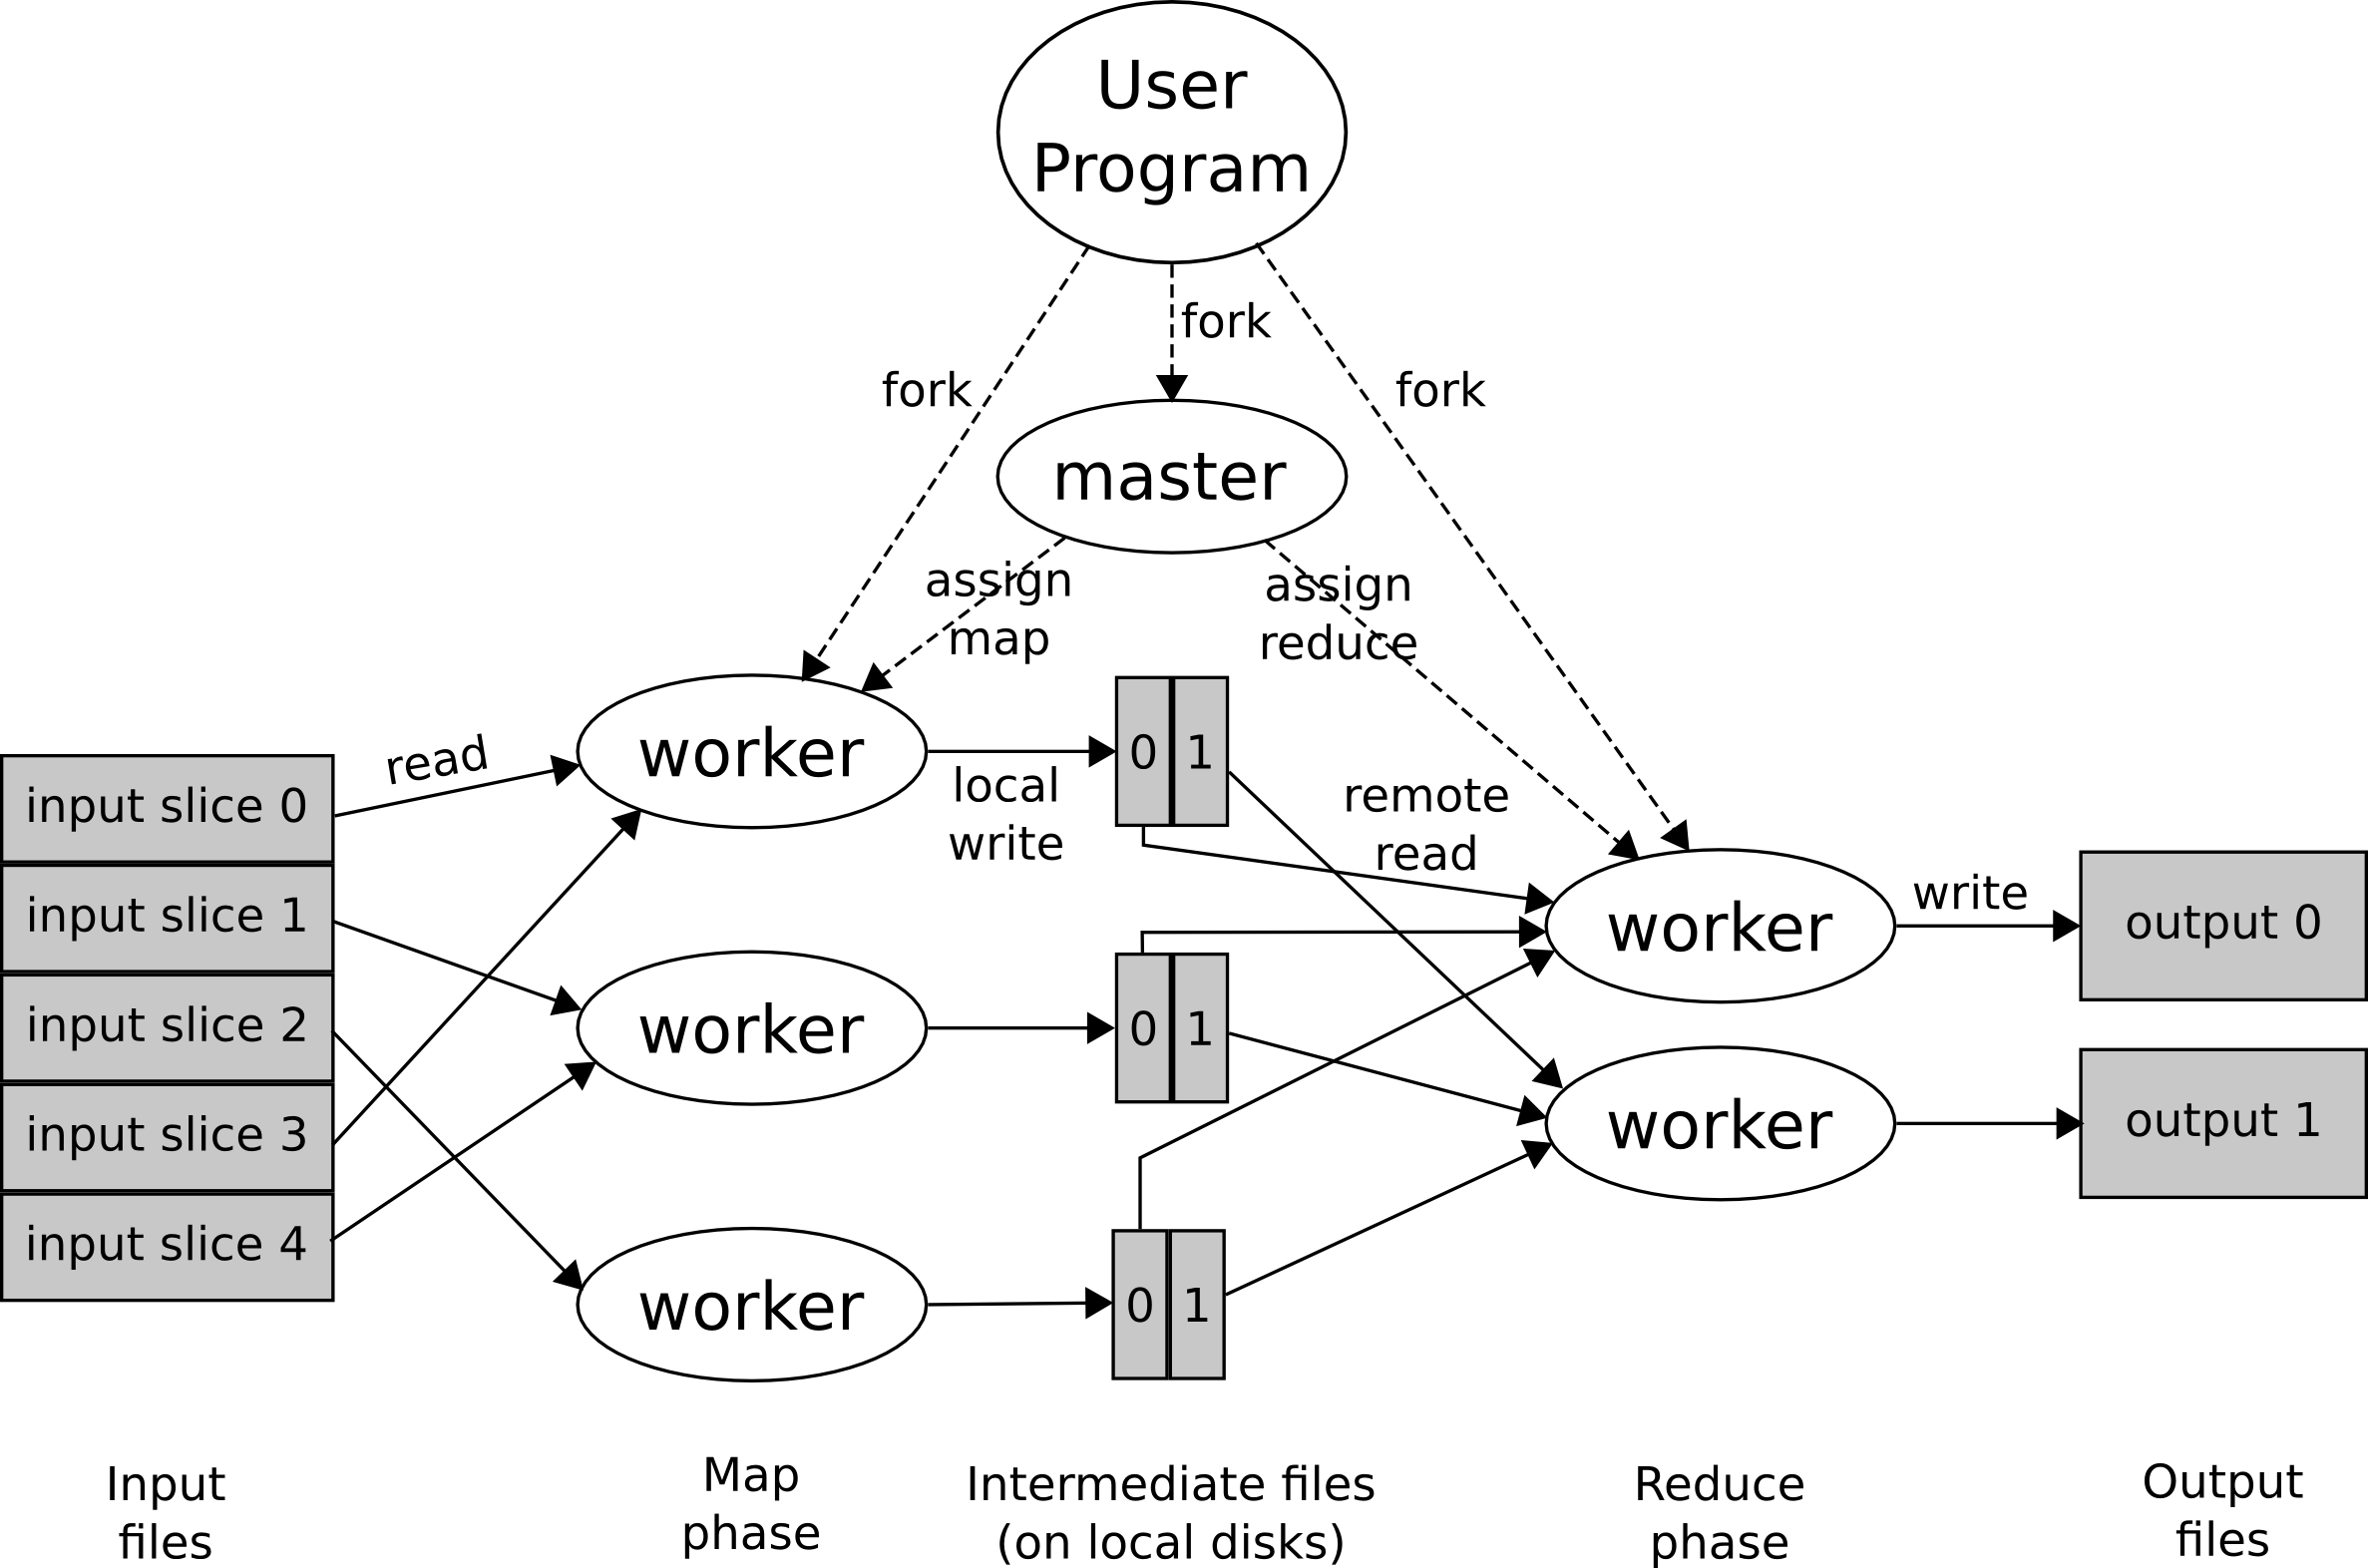 User
Program
fork
fork
fork
master
assign
map
assign
reduce
read
worker
local
write
0 1
remote
read
input slice 0
input slice 1
input slice 2
input slice 3
input slice 4
worker
0 1
worker
0 1
worker
write
output 0
worker
output 1
Input
files
Map
phase
Intermediate files
(on local disks)
Reduce
phase
Output
files